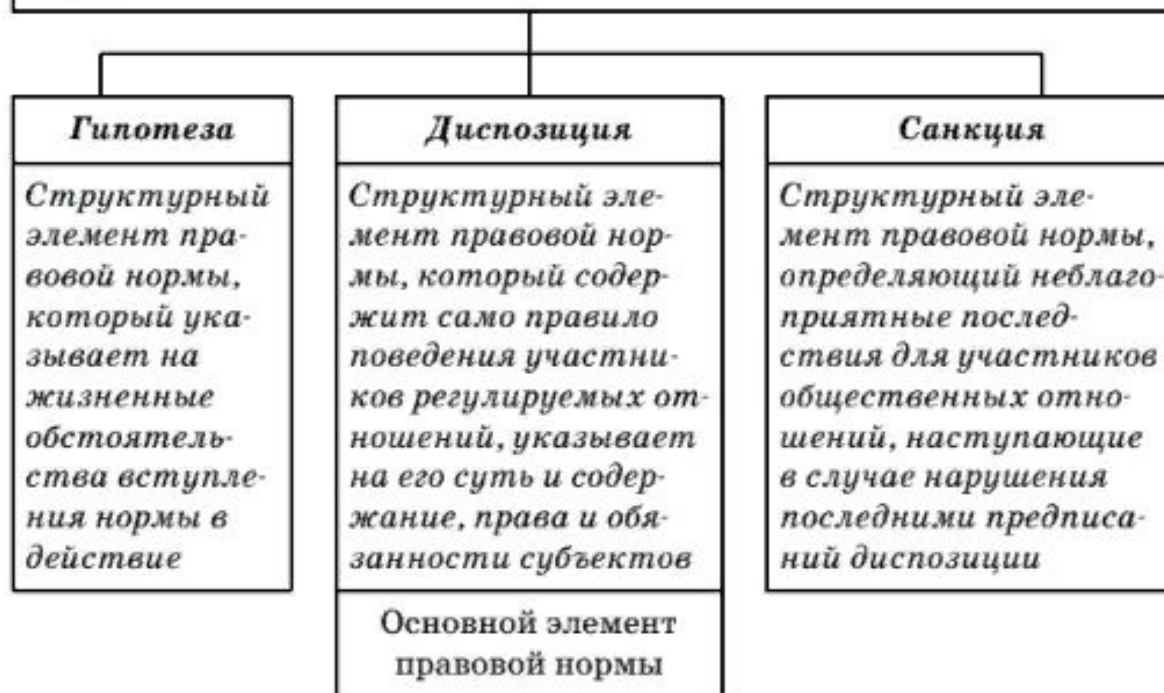 Гипотеза
Структурный
элемент пра-
вовой нормы,
который ука-
зывает на
жизненные
обстоятель-
ства вступле-
ния нормы в
действие
Диспозиция
Структурный эле-
мент правовой нор-
мы, который содер-
жит само правило
поведения участни-
ков регулируемых от-
ношений, указывает
на его суть и содер-
жание, права и обя-
занности субъектов
Основной элемент
правовой нормы
Санкция
Структурный эле-
мент правовой нормы,
определяющий неблаго-
приятные послед-
ствия для участников
общественных отно-
шений, наступающие
в случае нарушения
последними предписа-
ний диспозиции